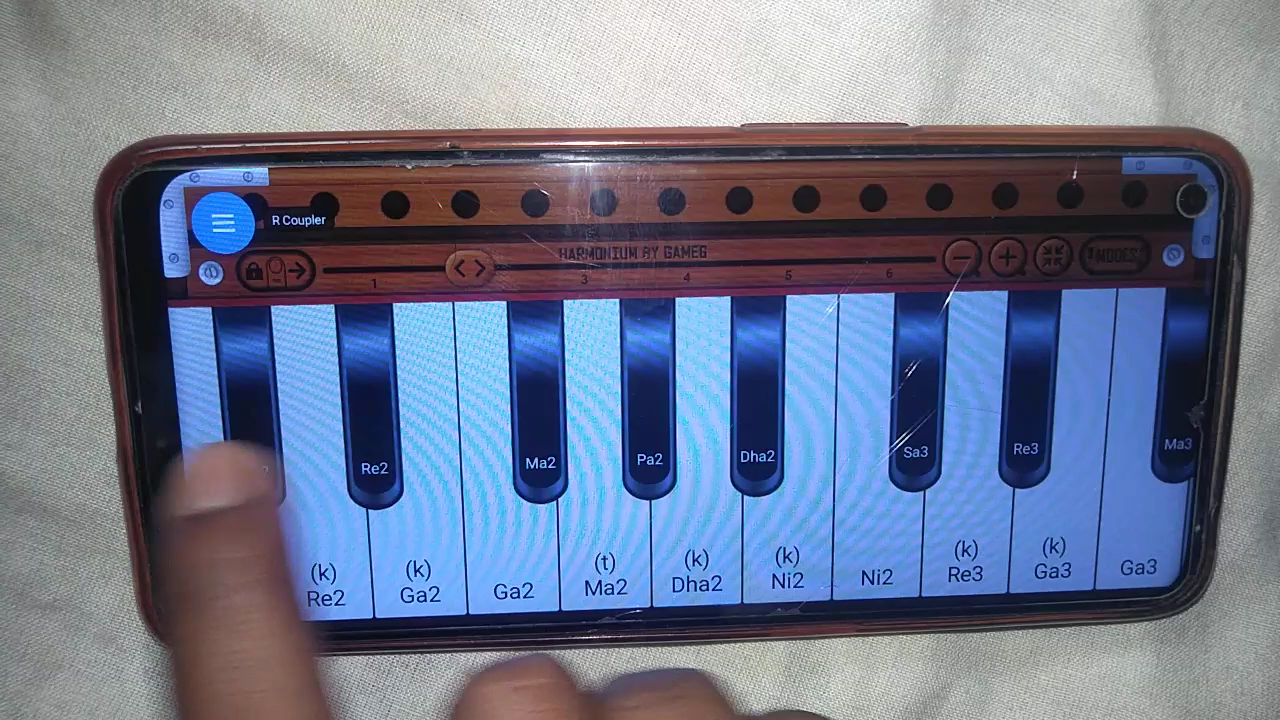 R Coupler
HARMONIUM BY GAMEG
1 3 4 5 6
MODES
Re2 Ma2 Pa2 Dha2 Sa3 Re3 Ma3
(k) (k) (t) (k) (k) (k) (k)
Re2 Ga2 Ga2 Ma2 Dha2 Ni2 Ni2 Re3 Ga3 Ga3